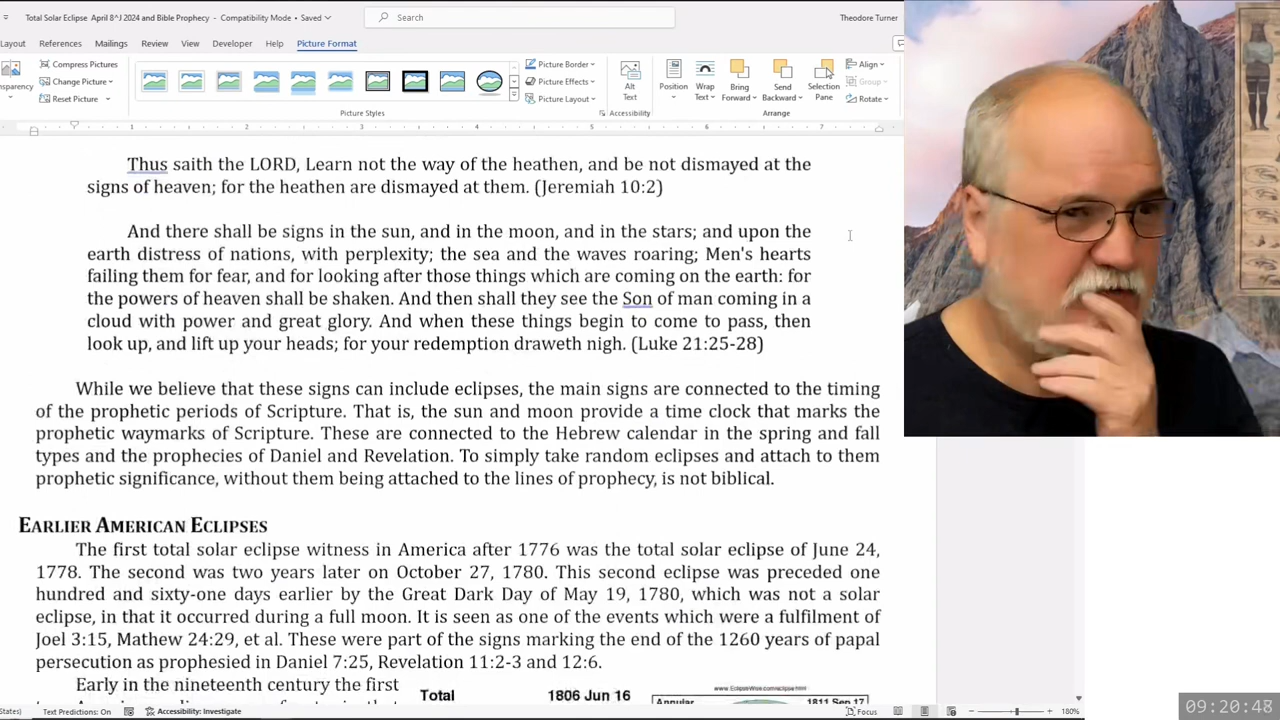 Total Solar Eclipse April 8^J 2024 and Bible Prophecy - Compatibility Mode • Saved
Search
Theodore Turner
Layout References Mailings Review View Developer Help Picture Format
Compress Pictures
Change Picture
Reset Picture
Picture Border
Picture Effects
Picture Layout
Alt
Text
Position
Wrap
Text
Bring
Forward
Send
Backward
Selection
Pane
Align
Group
Rotate
Picture Styles
Accessibility
Arrange
1 2 3 4 5 6 7
Thus saith the LORD, Learn not the way of the heathen, and be not dismayed at the
signs of heaven; for the heathen are dismayed at them. (Jeremiah 10:2)
And there shall be signs in the sun, and in the moon, and in the stars; and upon the
earth distress of nations, with perplexity; the sea and the waves roaring; Men's hearts
failing them for fear, and for looking after those things which are coming on the earth: for
the powers of heaven shall be shaken. And then shall they see the Son of man coming in a
cloud with power and great glory. And when these things begin to come to pass, then
look up, and lift up your heads; for your redemption draweth nigh. (Luke 21:25-28)
While we believe that these signs can include eclipses, the main signs are connected to the timing
of the prophetic periods of Scripture. That is, the sun and moon provide a time clock that marks the
prophetic waymarks of Scripture. These are connected to the Hebrew calendar in the spring and fall
types and the prophecies of Daniel and Revelation. To simply take random eclipses and attach to them
prophetic significance, without them being attached to the lines of prophecy, is not biblical.
EARLIER AMERICAN ECLIPSES
The first total solar eclipse witness in America after 1776 was the total solar eclipse of June 24,
1778. The second was two years later on October 27, 1780. This second eclipse was preceded one
hundred and sixty-one days earlier by the Great Dark Day of May 19, 1780, which was not a solar
eclipse, in that it occurred during a full moon. It is seen as one of the events which were a fulfilment of
Joel 3:15, Mathew 24:29, et al. These were part of the signs marking the end of the 1260 years of papal
persecution as prophesied in Daniel 7:25, Revelation 11:2-3 and 12:6.
Early in the nineteenth century the first
Total 1806 Jun 16
www.EclipseWise.com/eclipse.html
Annular 1811 Sep 17
States) Predictions: On Accessibility: Investigate
Focus
180%
09:20:48